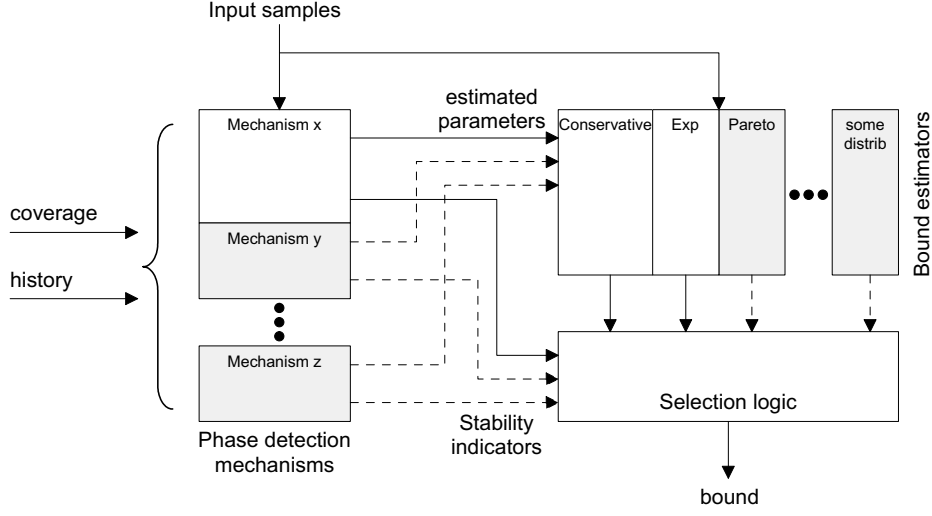 Input samples
estimated
parameters
Mechanism x
Conservative
Exp
Pareto
some
distrib
Bound estimators
coverage
history
Mechanism y
Mechanism z
Phase detection
mechanisms
Stability
indicators
Selection logic
bound